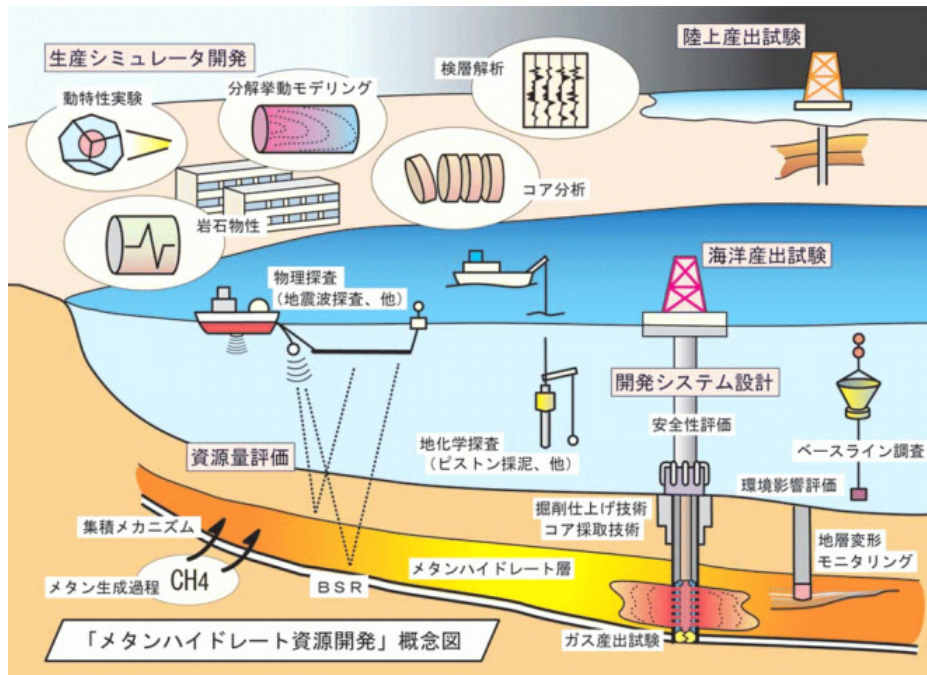 生産シミュレータ開発
動特性実験
分解挙動モデリング
検層解析
陸上産出試験
コア分析
岩石物性
物理探査
（地震波探査、他）
海洋産出試験
開発システム設計
安全性評価
地化学探査
（ピストン採泥、他）
ベースライン調査
資源量評価
環境影響評価
掘削仕上げ技術
コア採取技術
集積メカニズム
地層変形
モニタリング
メタン生成過程
CH4
BSR
メタンハイドレート層
ガス産出試験
「メタンハイドレート資源開発」概念図